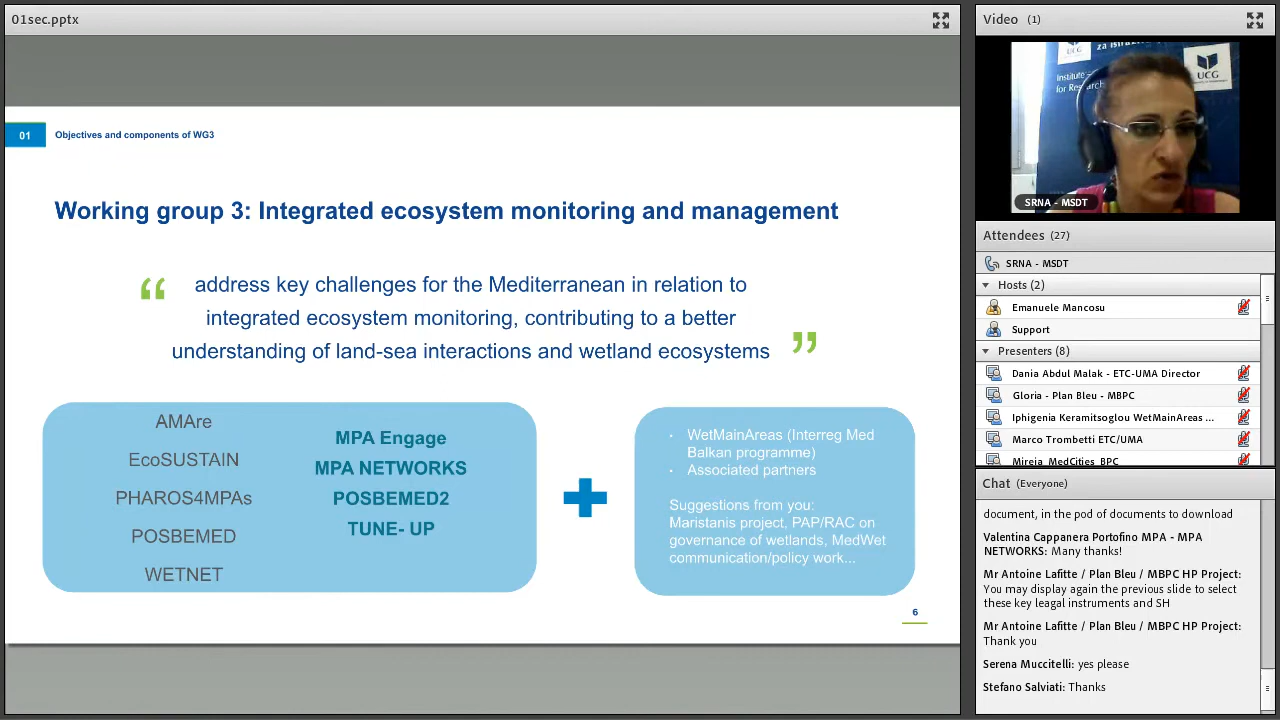 01sec.pptx
01
Objectives and components of WG3
Working group 3: Integrated ecosystem monitoring and management
“ address key challenges for the Mediterranean in relation to
integrated ecosystem monitoring, contributing to a better
understanding of land-sea interactions and wetland ecosystems ”
AMAre
EcoSUSTAIN
PHAROS4MPAs
POSBEMED
WETNET
MPA Engage
MPA NETWORKS
POSBEMED2
TUNE- UP
• WetMainAreas (Interreg Med
Balkan programme)
• Associated partners
Suggestions from you:
Maristanis project, PAP/RAC on
governance of wetlands, MedWet
communication/policy work...
6
Video (1)
za istraživ
UCG
UCG
Institute
for Research
SRNA - MSDT
Attendees (27)
SRNA - MSDT
Hosts (2)
Emanuele Mancosu
Support
Presenters (8)
Dania Abdul Malak - ETC-UMA Director
Gloria - Plan Bleu - MBPC
Iphigenia Keramitsoglou WetMainAreas ...
Marco Trombetti ETC/UMA
Mireia_MedCities_BPC
Chat (Everyone)
document, in the pod of documents to download
Valentina Cappanera Portofino MPA - MPA
NETWORKS: Many thanks!
Mr Antoine Lafitte / Plan Bleu / MBPC HP Project:
You may display again the previous slide to select
these key leagal instruments and SH
Mr Antoine Lafitte / Plan Bleu / MBPC HP Project:
Thank you
Serena Muccitelli: yes please
Stefano Salviati: Thanks